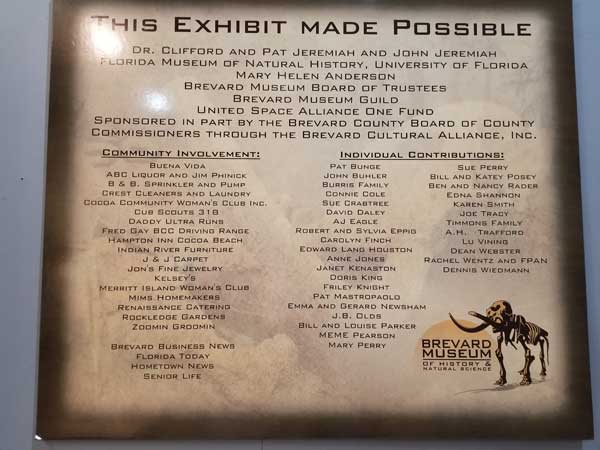 This Exhibit made Possible
Dr. Clifford and Pat Jeremiah and John Jeremiah
Florida Museum of Natural History, University of Florida
Mary Helen Anderson
Brevard Museum Board of Trustees
Brevard Museum Guild
United Space Alliance One Fund
Sponsored in part by the Brevard County Board of County
Commissioners through the Brevard Cultural Alliance, Inc.
Community Involvement:
Buena Vida
ABC Liquor and Jim Phinick
B & B. Sprinkler and Pump
Crest Cleaners and Laundry
Cocoa Community Woman's Club Inc.
Cub Scouts 318
Daddy Ultra Runs
Fred Gay BCC Driving Range
Hampton Inn Cocoa Beach
Indian River Furniture
J & J Carpet
Jon's Fine Jewelry
Kelsey's
Merritt Island Woman's Club
Mims Homemakers
Renaissance Catering
Rockledge Gardens
Zoomin Groomin
Brevard Business News
Florida Today
Hometown News
Senior Life
Individual Contributions:
Pat Bunge
John Buhler
Burris Family
Connie Cole
Sue Crabtree
David Daley
AJ Eagle
Robert and Sylvia Eppig
Carolyn Finch
Edward Lang Houston
Anne Jones
Janet Kenaston
Doris King
Friley Knight
Pat Mastropaolo
Emma and Gerard Newsham
J.B. Olds
Bill and Louise Parker
MEME Pearson
Mary Perry
Sue Perry
Bill and Katey Posey
Ben and Nancy Rader
Edna Shannon
Karen Smith
Joe Tracy
Timmons Family
A.H. Trafford
Lu Vining
Dean Webster
Rachel Wentz and FPAN
Dennis Wiedmann
BREVARD
MUSEUM
OF HISTORY &
NATURAL SCIENCE